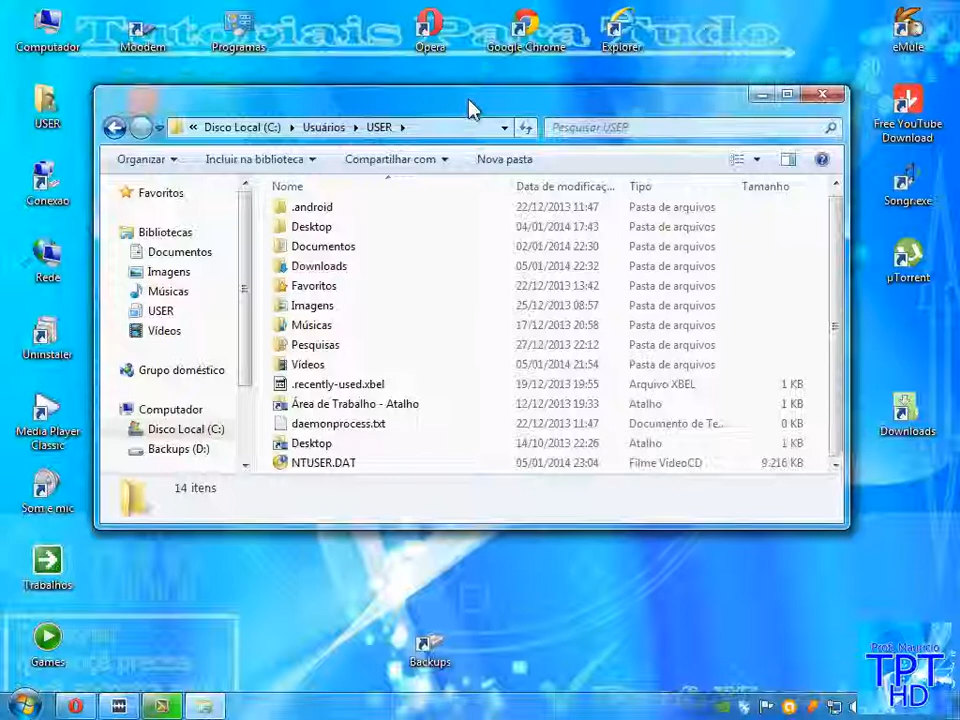 Tutoriais Para Tudo
Computador
Moodem
Programas
Opera
Google Chrome
Explorer
eMule
USER
Conexao
Rede
Uninstaler
Media Player
Classic
Som e mic
Trabalhos
Games
Free YouTube
Download
Songr.exe
µTorrent
Downloads
Backups
« Disco Local (C:) Usuários USER
Pesquisar USER
Organizar
Incluir na biblioteca
Compartilhar com
Nova pasta
Favoritos
Bibliotecas
Documentos
Imagens
Músicas
USER
Vídeos
Grupo doméstico
Computador
Disco Local (C:)
Backups (D:)
Nome Data de modificaç... Tipo Tamanho
.android 22/12/2013 11:47 Pasta de arquivos
Desktop 04/01/2014 17:43 Pasta de arquivos
Documentos 02/01/2014 22:30 Pasta de arquivos
Downloads 05/01/2014 22:32 Pasta de arquivos
Favoritos 22/12/2013 13:42 Pasta de arquivos
Imagens 25/12/2013 08:57 Pasta de arquivos
Músicas 17/12/2013 20:58 Pasta de arquivos
Pesquisas 27/12/2013 22:12 Pasta de arquivos
Vídeos 05/01/2014 21:54 Pasta de arquivos
.recently-used.xbel 19/12/2013 19:55 Arquivo XBEL 1 KB
Área de Trabalho - Atalho 12/12/2013 19:33 Atalho 1 KB
daemonprocess.txt 22/12/2013 11:47 Documento de Te... 0 KB
Desktop 14/10/2013 22:26 Atalho 1 KB
NTUSER.DAT 05/01/2014 23:04 Filme VideoCD 9.216 KB
14 itens
Prof. Maurício
TPT
HD